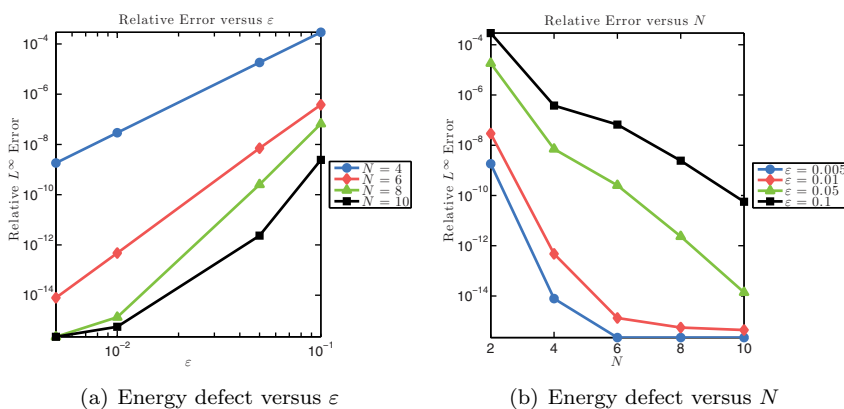 Relative Error versus ε
Relative L∞ Error
10−4
10−6
10−8
10−10
10−12
10−14
10−2
10−1
ε
N = 4
N = 6
N = 8
N = 10
(a) Energy defect versus ε
Relative Error versus N
Relative L∞ Error
10−4
10−6
10−8
10−10
10−12
10−14
2 4 6 8 10
N
ε = 0.005
ε = 0.01
ε = 0.05
ε = 0.1
(b) Energy defect versus N